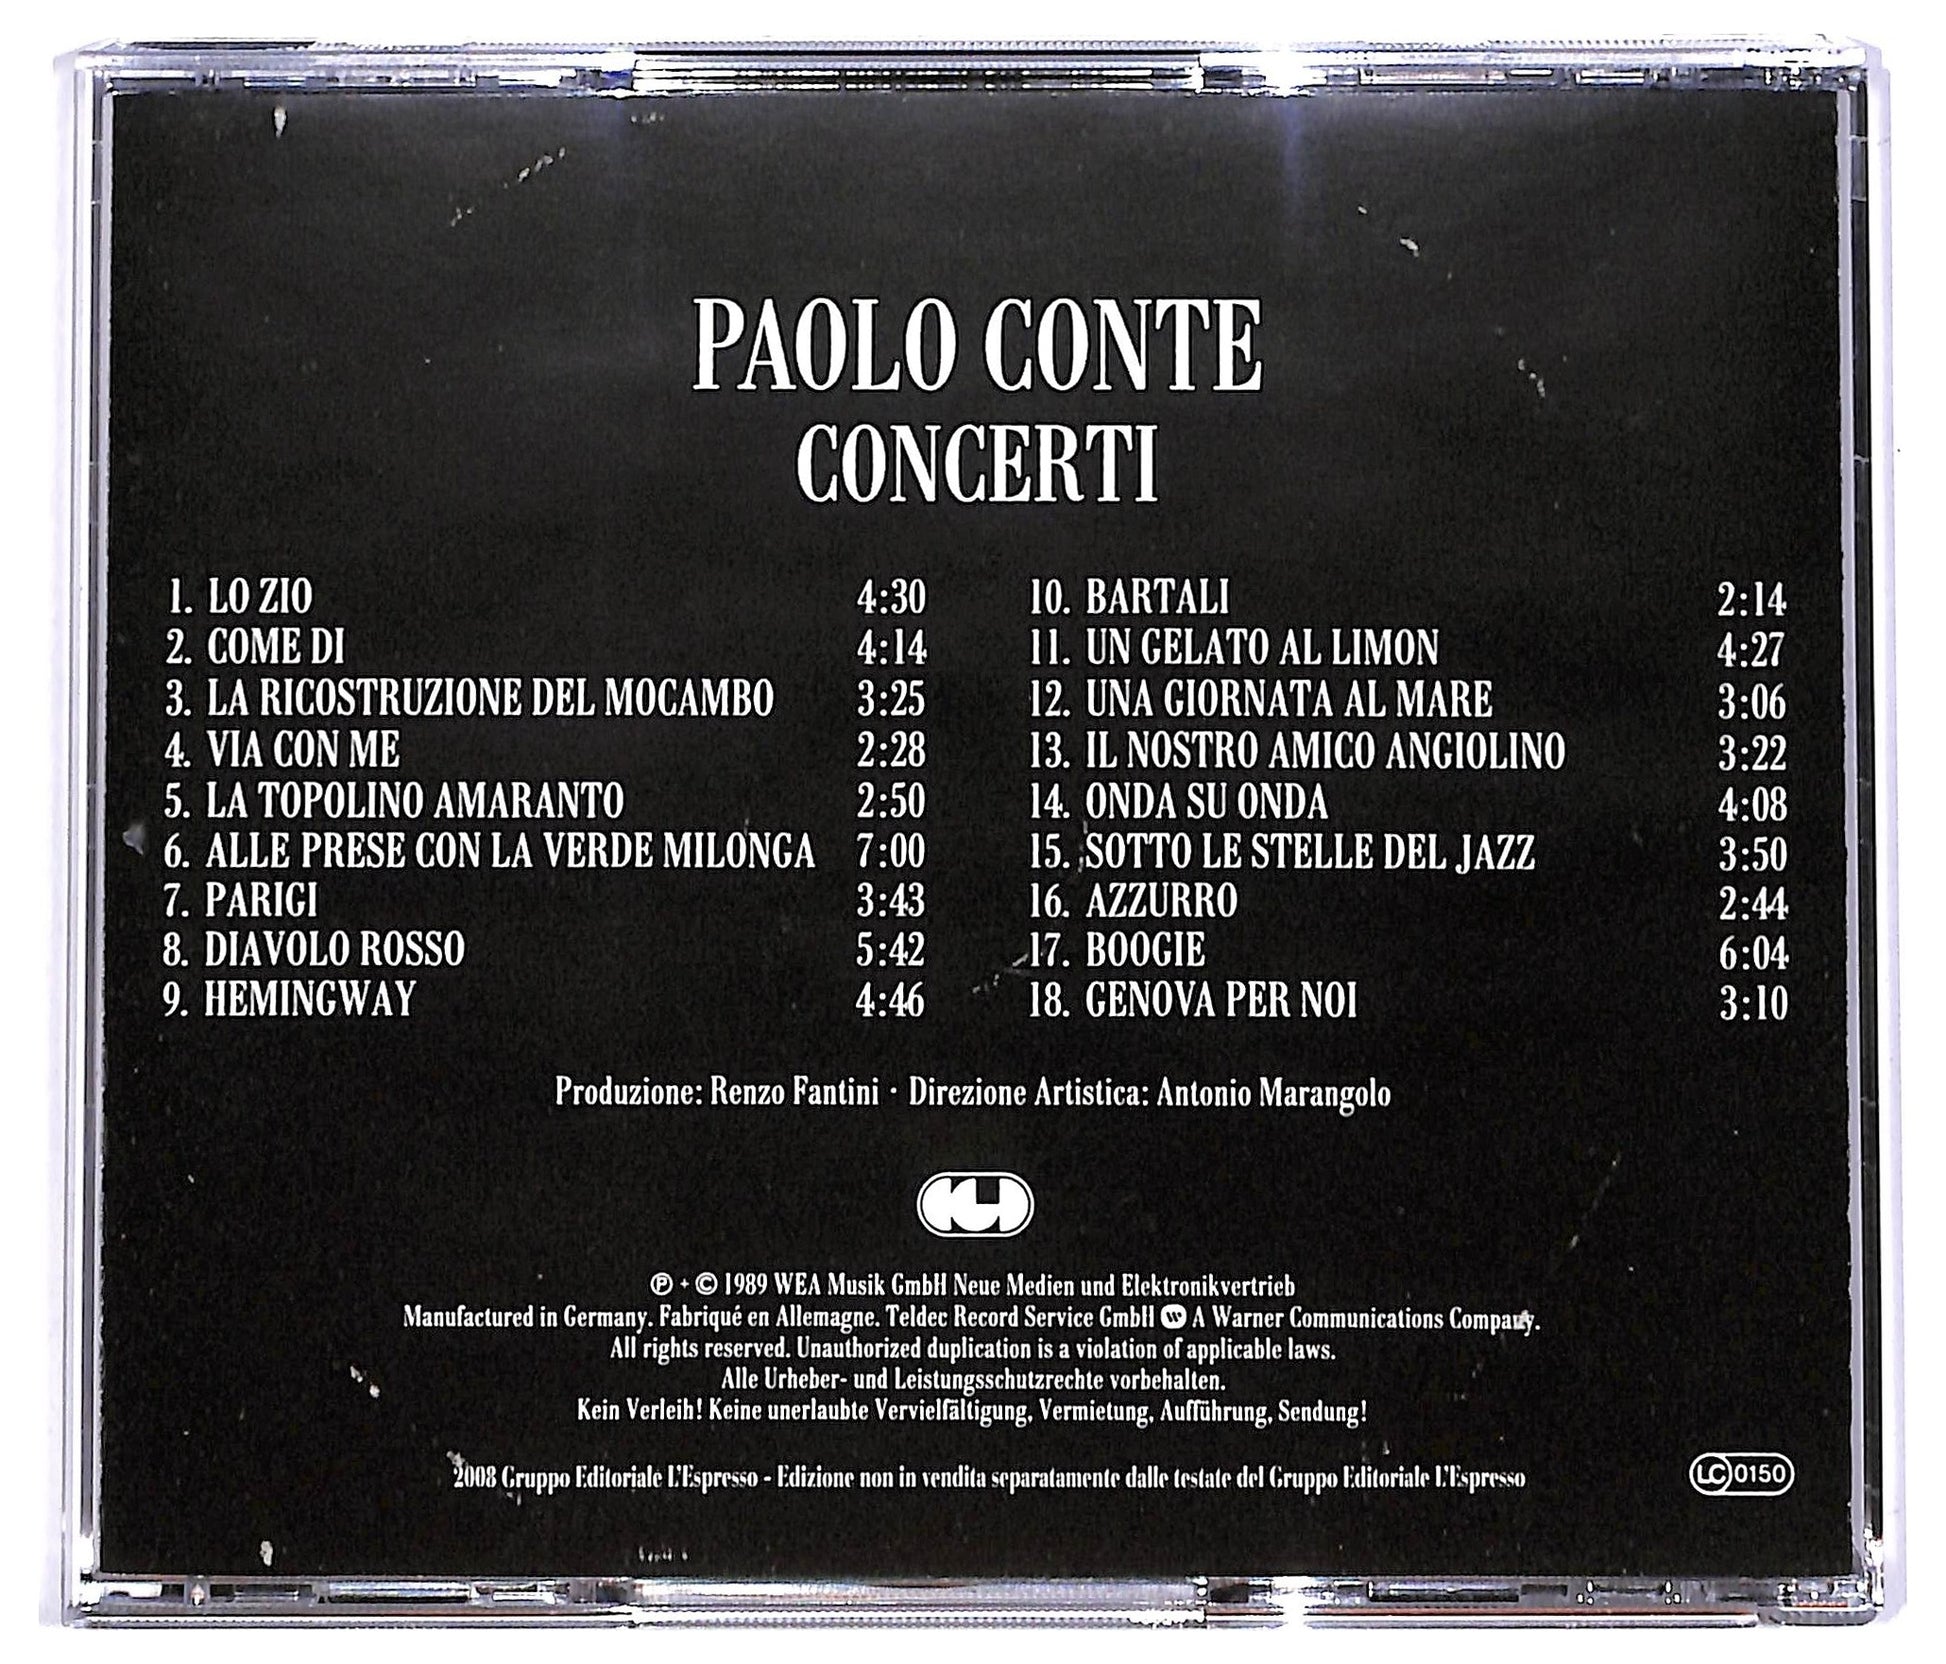 PAOLO CONTE
CONCERTI
1. LO ZIO 4:30
2. COME DI 4:14
3. LA RICOSTRUZIONE DEL MOCAMBO 3:25
4. VIA CON ME 2:28
5. LA TOPOLINO AMARANTO 2:50
6. ALLE PRESE CON LA VERDE MILONGA 7:00
7. PARIGI 3:43
8. DIAVOLO ROSSO 5:42
9. HEMINGWAY 4:46
10. BARTALI 2:14
11. UN GELATO AL LIMON 4:27
12. UNA GIORNATA AL MARE 3:06
13. IL NOSTRO AMICO ANGIOLINO 3:22
14. ONDA SU ONDA 4:08
15. SOTTO LE STELLE DEL JAZZ 3:50
16. AZZURRO 2:44
17. BOOGIE 6:04
18. GENOVA PER NOI 3:10
Produzione: Renzo Fantini · Direzione Artistica: Antonio Marangolo
℗ + © 1989 WEA Musik GmbH Neue Medien und Elektronikvertrieb
Manufactured in Germany. Fabriqué en Allemagne. Teldec Record Service GmbH W A Warner Communications Company.
All rights reserved. Unauthorized duplication is a violation of applicable laws.
Alle Urheber- und Leistungsschutzrechte vorbehalten.
Kein Verleih! Keine unerlaubte Vervielfältigung, Vermietung, Aufführung, Sendung!
2008 Gruppo Editoriale L'Espresso - Edizione non in vendita separatamente dalle testate del Gruppo Editoriale L'Espresso
LC 0150